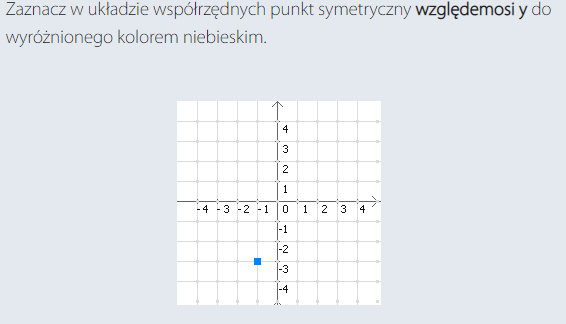 Zaznacz w układzie współrzędnych punkt symetryczny względemosi y do
wyróżnionego kolorem niebieskim.
4
3
2
1
-4 -3 -2 -1 0 1 2 3 4
-1
-2
-3
-4